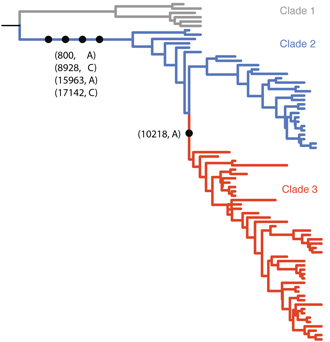 Clade 1
Clade 2
(800, A)
(8928, C)
(15963, A)
(17142, C)
(10218, A)
Clade 3